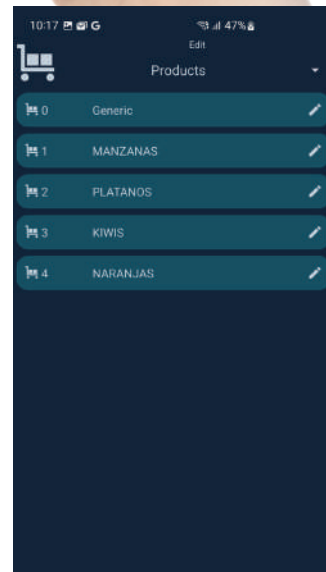 10:17 G 47%
Edit
Products
0 Generic
1 MANZANAS
2 PLATANOS
3 KIWIS
4 NARANJAS